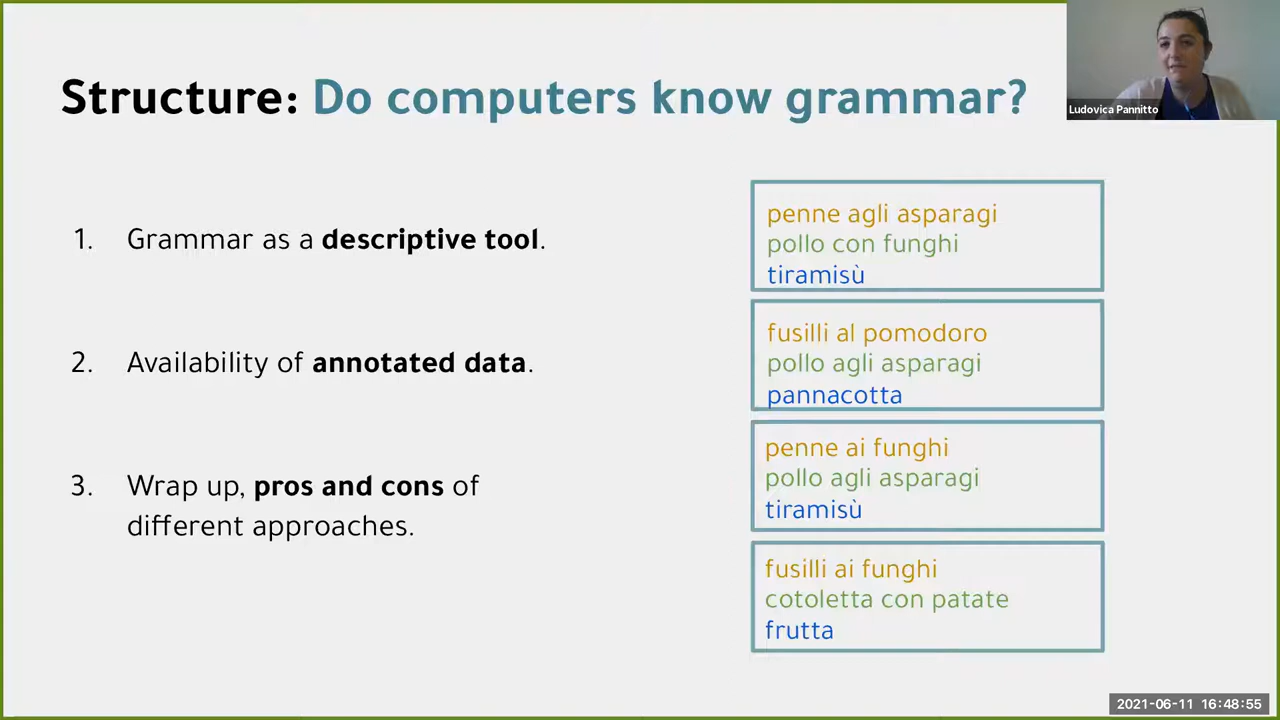 Structure: Do computers know grammar?
Ludovica Pannitto
1. Grammar as a descriptive tool.
2. Availability of annotated data.
3. Wrap up, pros and cons of
different approaches.
penne agli asparagi
pollo con funghi
tiramisù
fusilli al pomodoro
pollo agli asparagi
pannacotta
penne ai funghi
pollo agli asparagi
tiramisù
fusilli ai funghi
cotoletta con patate
frutta
2021-06-11 16:48:55